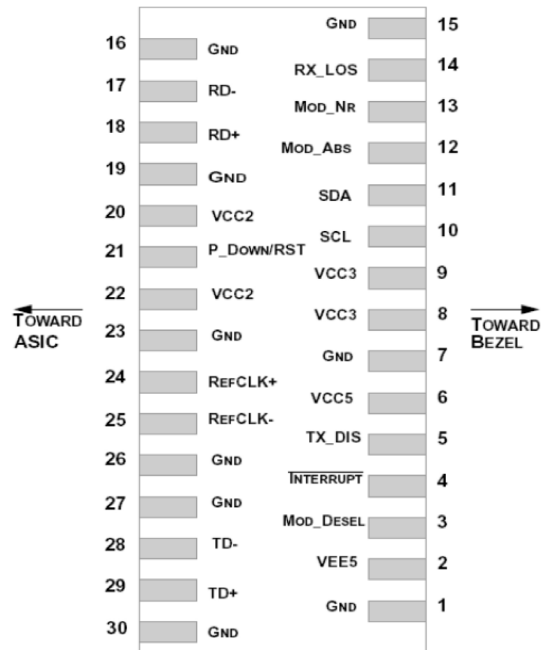 GND 15
16 GND
RX_LOS 14
17 RD-
MOD_NR 13
18 RD+
MOD_ABS 12
19 GND
SDA 11
20 VCC2
SCL 10
21 P_DOWN/RST
VCC3 9
22 VCC2
VCC3 8
TOWARD
ASIC
TOWARD
BEZEL
23 GND
GND 7
24 REFCLK+
VCC5 6
25 REFCLK-
TX_DIS 5
26 GND
INTERRUPT 4
27 GND
MOD_DESEL 3
28 TD-
VEE5 2
29 TD+
GND 1
30 GND